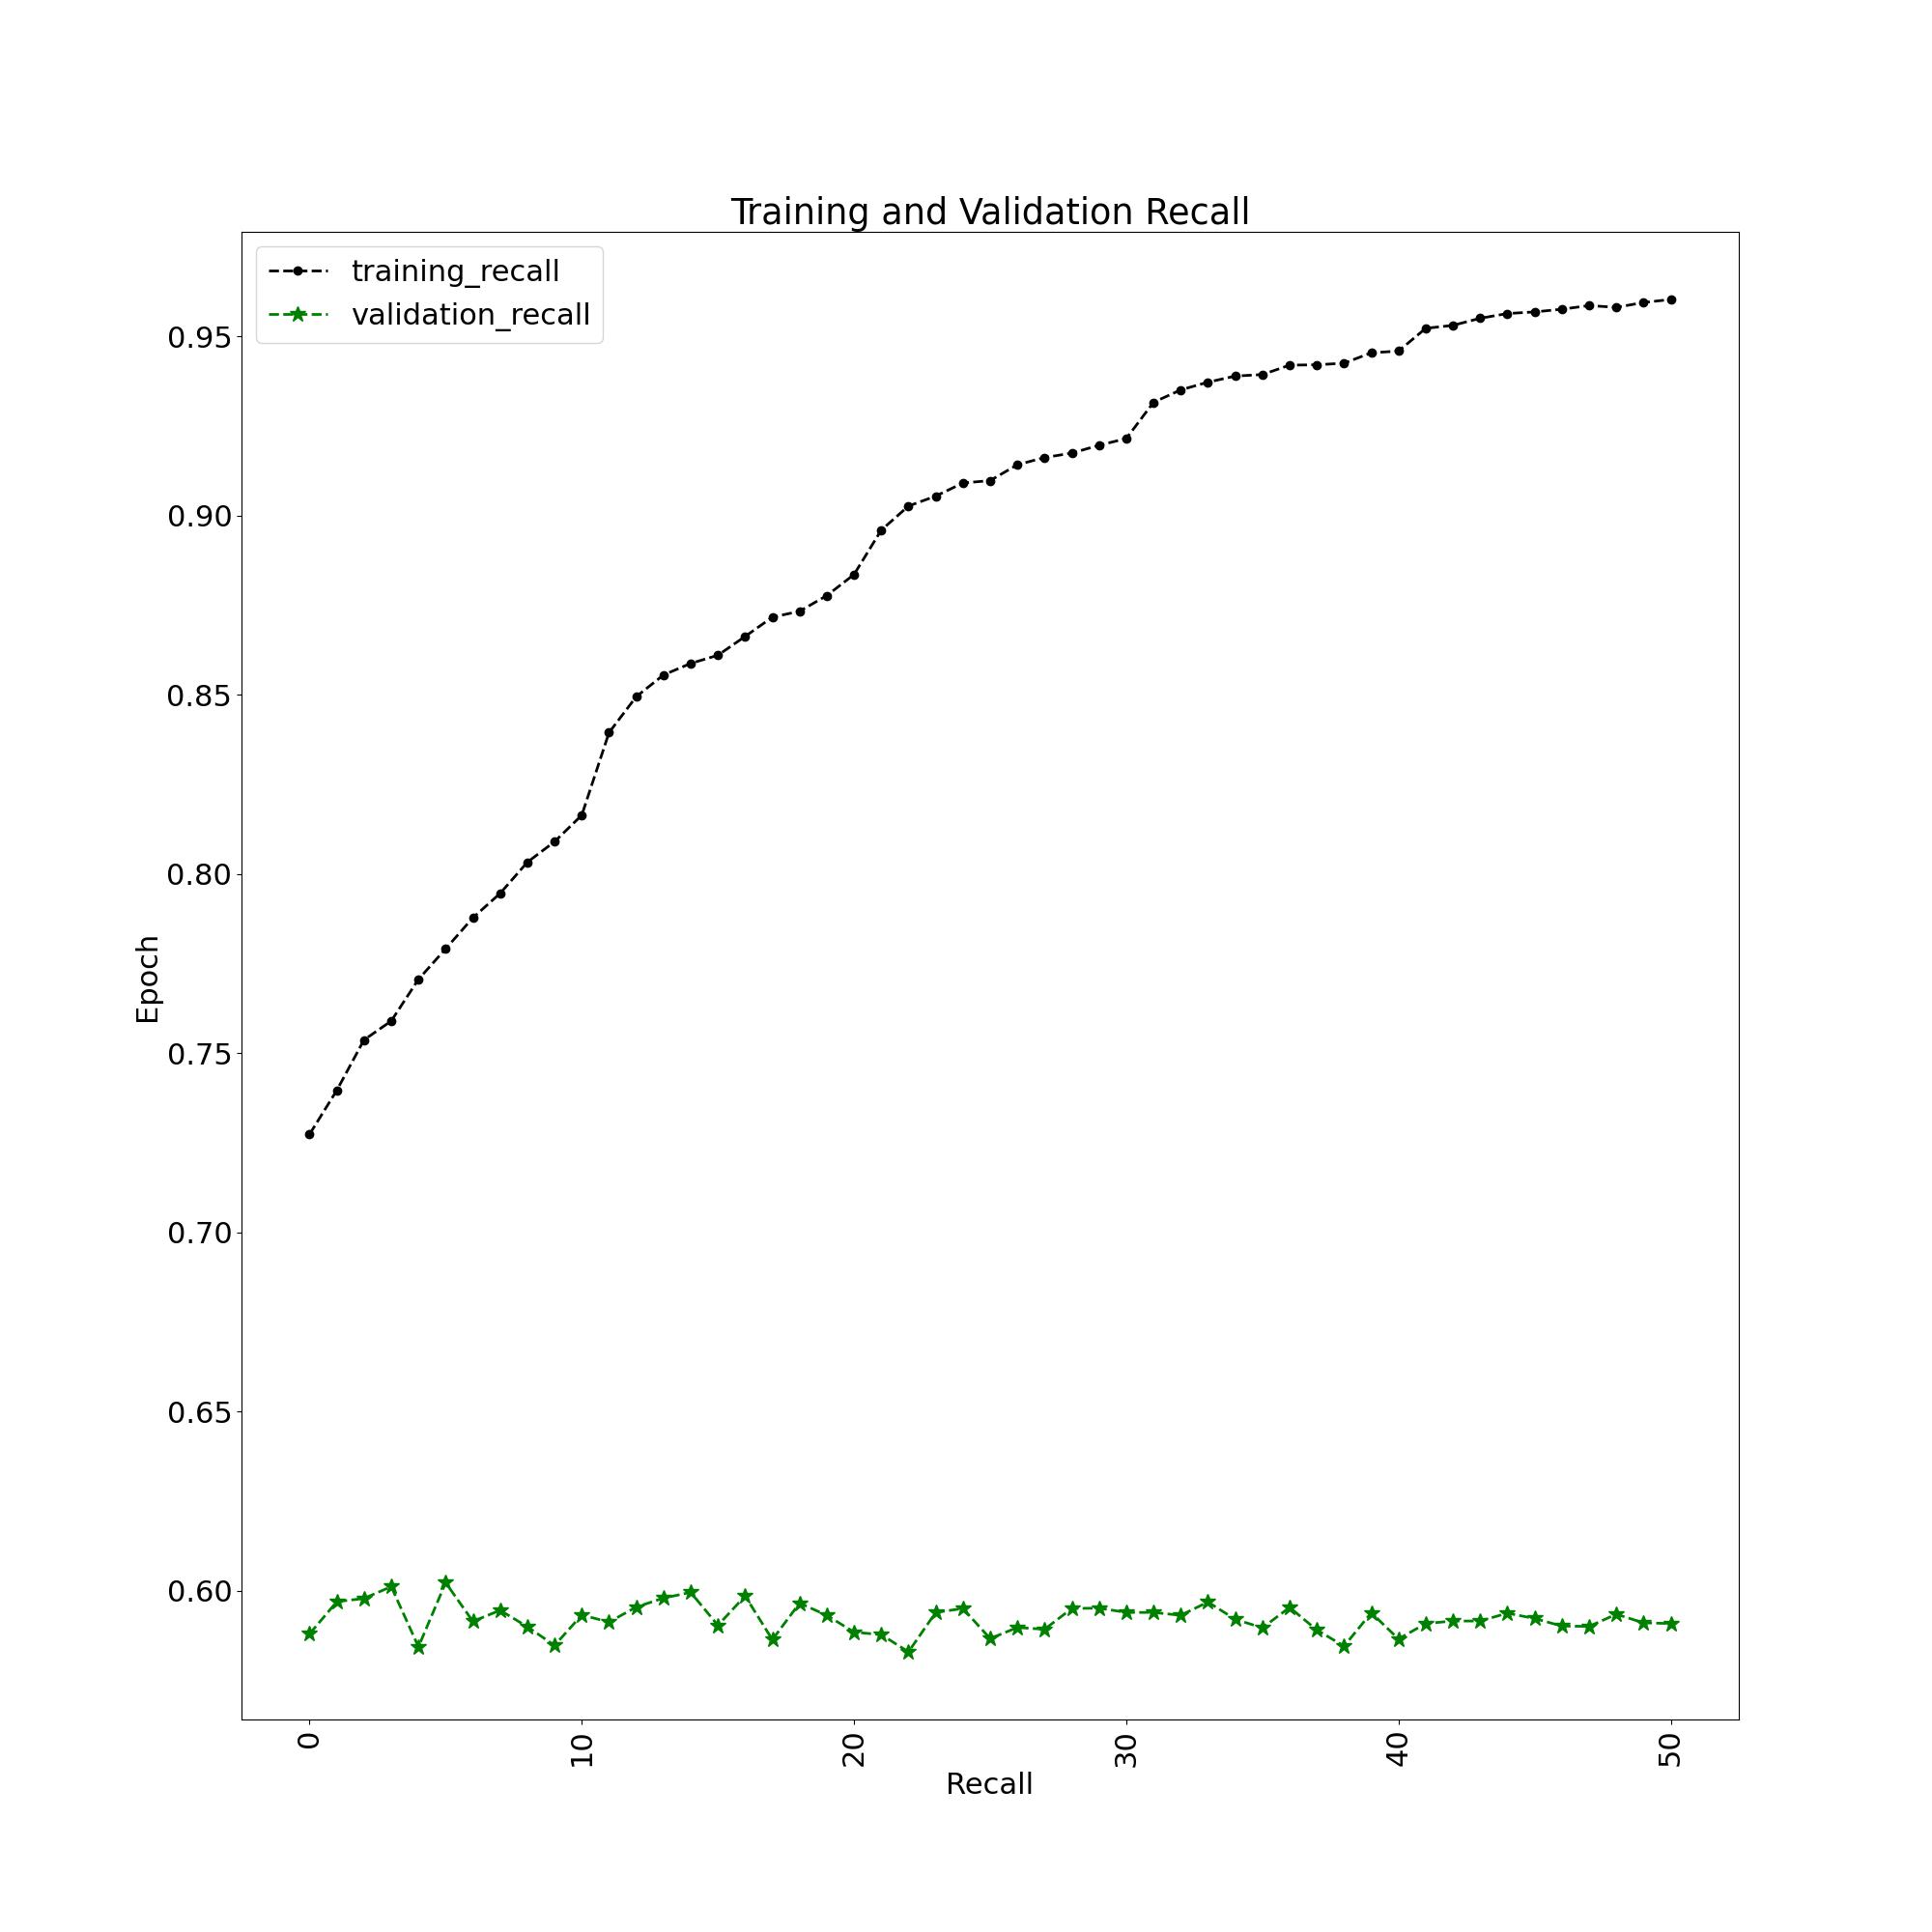 Training and Validation Recall
training_recall
validation_recall
0.95
0.90
0.85
0.80
0.75
0.70
0.65
0.60
Epoch
0
10
20
30
40
50
Recall